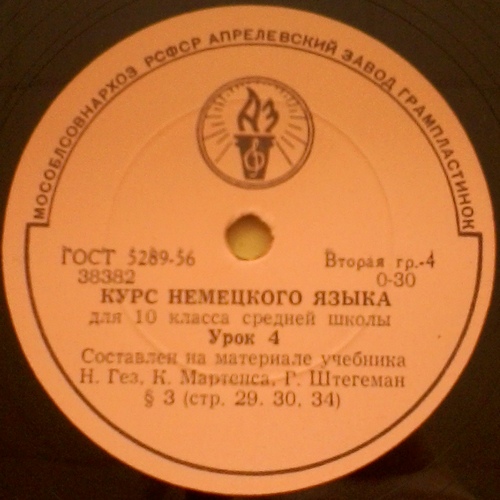 МОСОБЛСОВНАРХОЗ РСФСР АПРЕЛЕВСКИЙ ЗАВОД ГРАМПЛАСТИНОК
АЗ
ГОСТ 5289-56
38382
Вторая гр.-4
0-30
КУРС НЕМЕЦКОГО ЯЗЫКА
для 10 класса средней школы
Урок 4
Составлен на материале учебника
Н. Гез, К. Мартенса, Г. Штегеман
§ 3 (стр. 29. 30. 34)